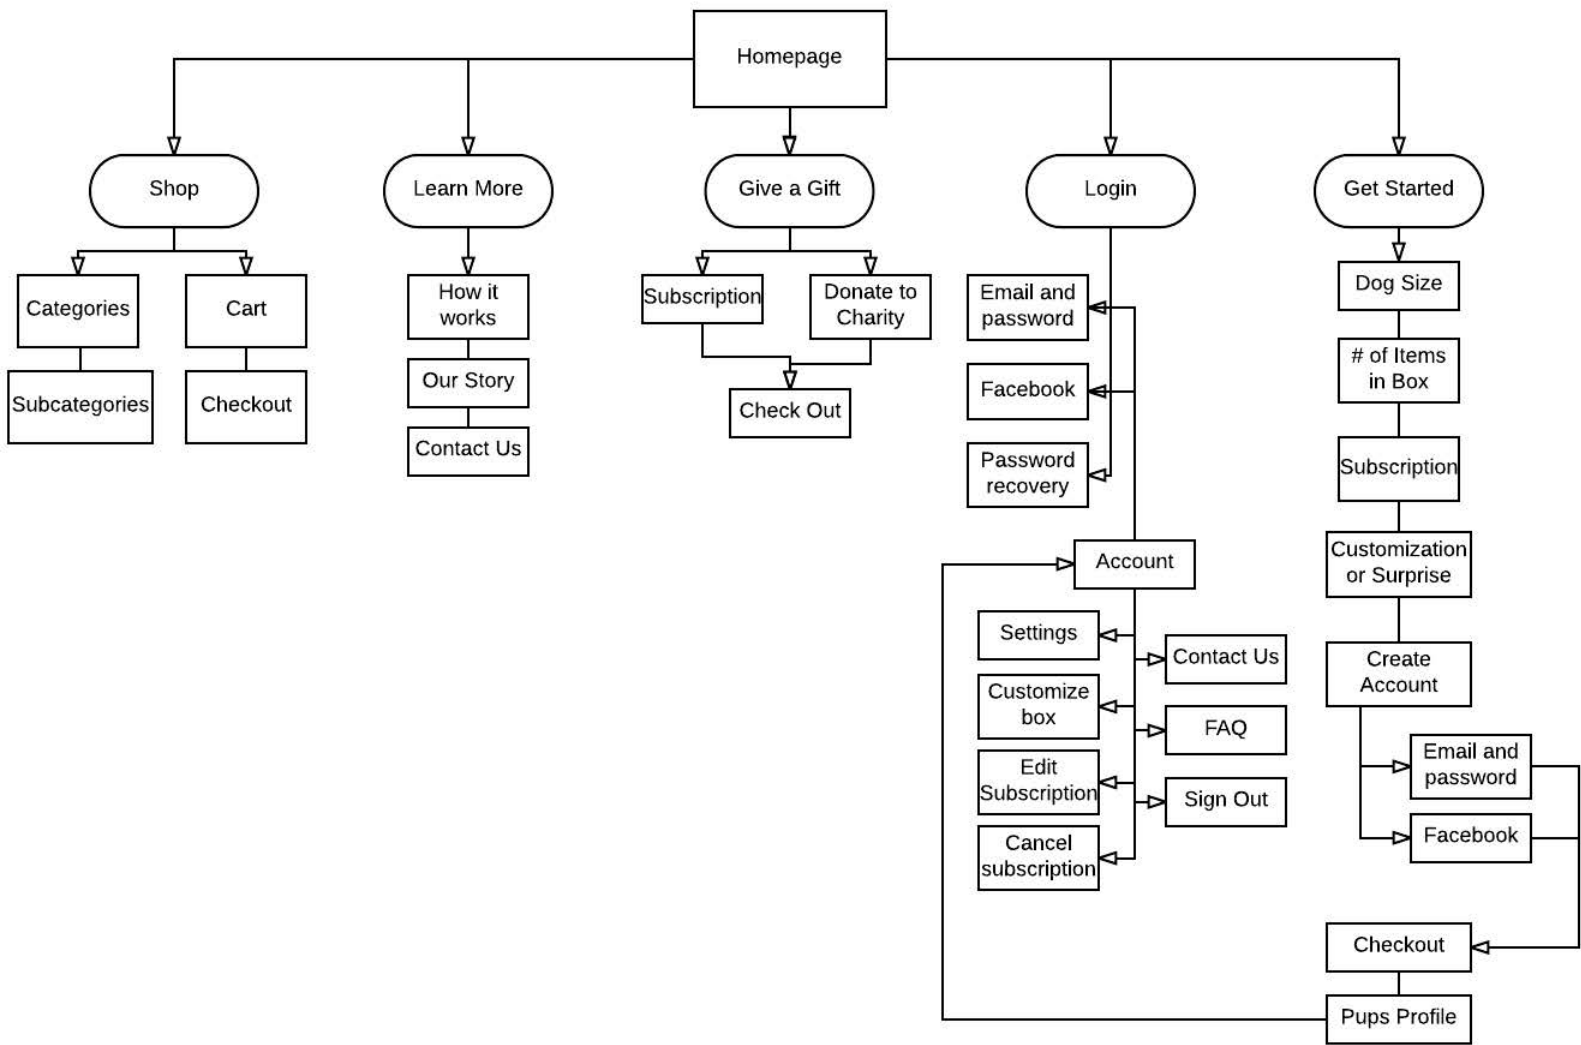 Homepage
Shop
Learn More
Give a Gift
Login
Get Started
Categories
Subcategories
Cart
Checkout
How it
works
Our Story
Contact Us
Subscription
Donate to
Charity
Check Out
Email and
password
Facebook
Password
recovery
Account
Settings
Customize
box
Edit
Subscription
Cancel
subscription
Contact Us
FAQ
Sign Out
Dog Size
# of Items
in Box
Subscription
Customization
or Surprise
Create
Account
Email and
password
Facebook
Checkout
Pups Profile